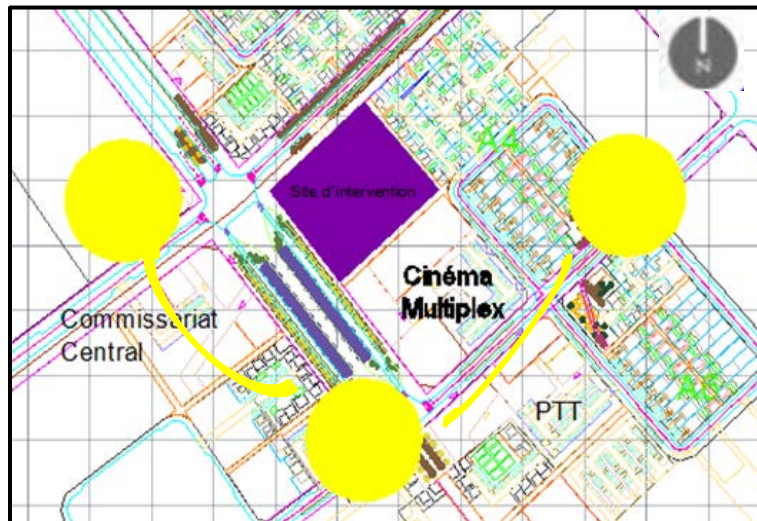 N
A4
Site d'intervention
Cinéma
Multiplex
Commissariat
Central
A6
PTT